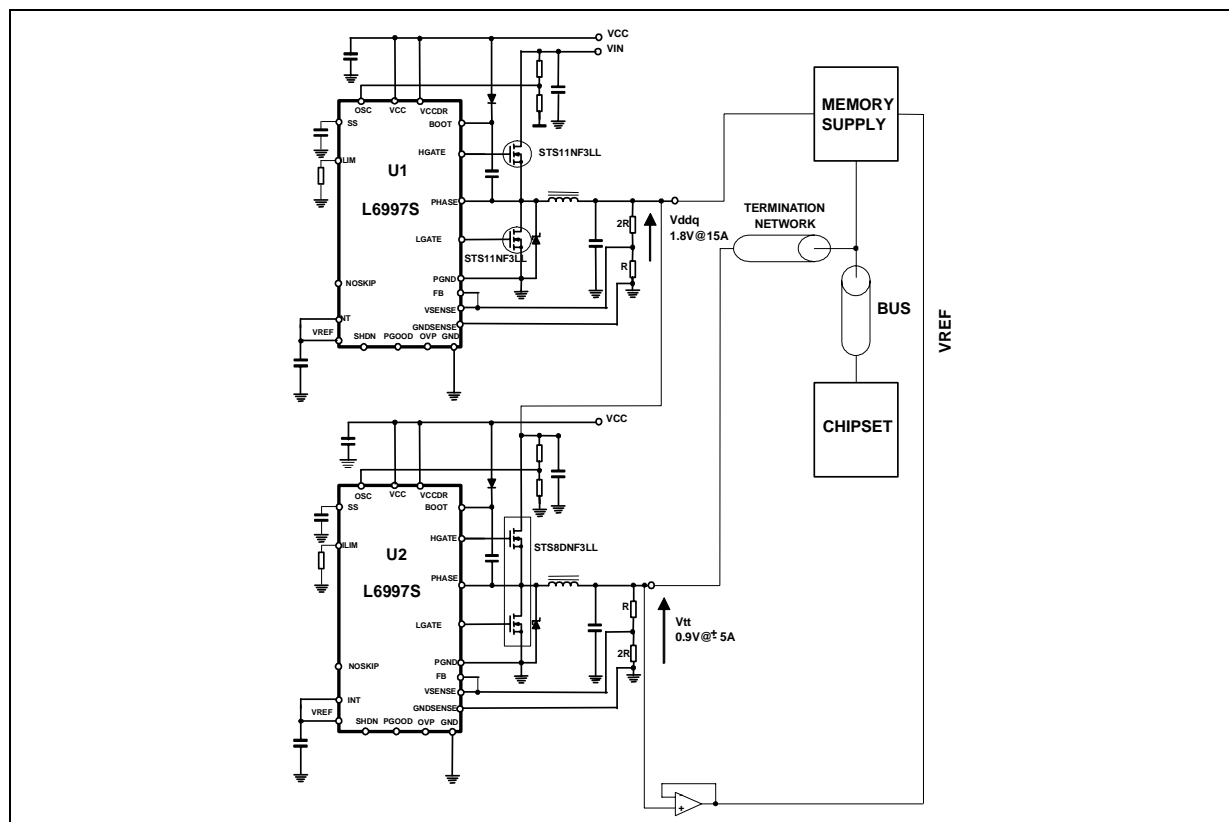 VCC
VIN
OSC
VCC
VCCDR
SS
BOOT
MEMORY
SUPPLY
HGATE
STS11NF3LL
ILIM
U1
L6997S
PHASE
TERMINATION
NETWORK
2R
Vddq
1.8V@15A
LGATE
STS11NF3LL
R
PGND
NOSKIP
FB
BUS
VREF
VSENSE
NT
GNDSENSE
VREF
SHDN
PGOOD
OVP
GND
CHIPSET
VCC
OSC
VCC
VCCDR
SS
BOOT
HGATE
STS8DNF3LL
ILIM
U2
L6997S
PHASE
R
Vtt
0.9V@± 5A
LGATE
2R
PGND
NOSKIP
FB
VSENSE
INT
GNDSENSE
VREF
SHDN
PGOOD
OVP
GND
-
+